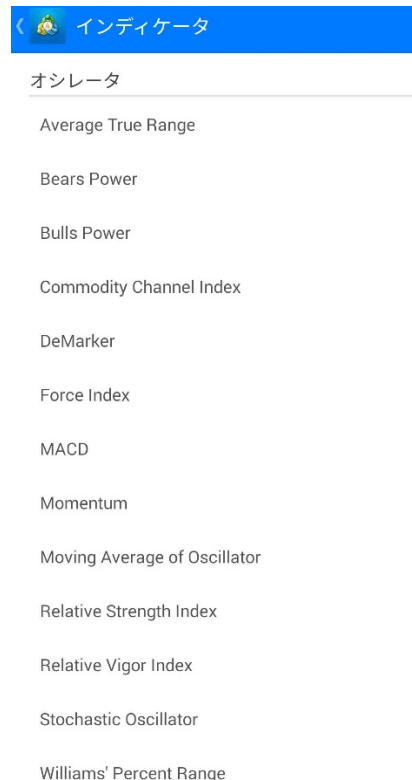 インディケータ
オシレータ
Average True Range
Bears Power
Bulls Power
Commodity Channel Index
DeMarker
Force Index
MACD
Momentum
Moving Average of Oscillator
Relative Strength Index
Relative Vigor Index
Stochastic Oscillator
Williams' Percent Range